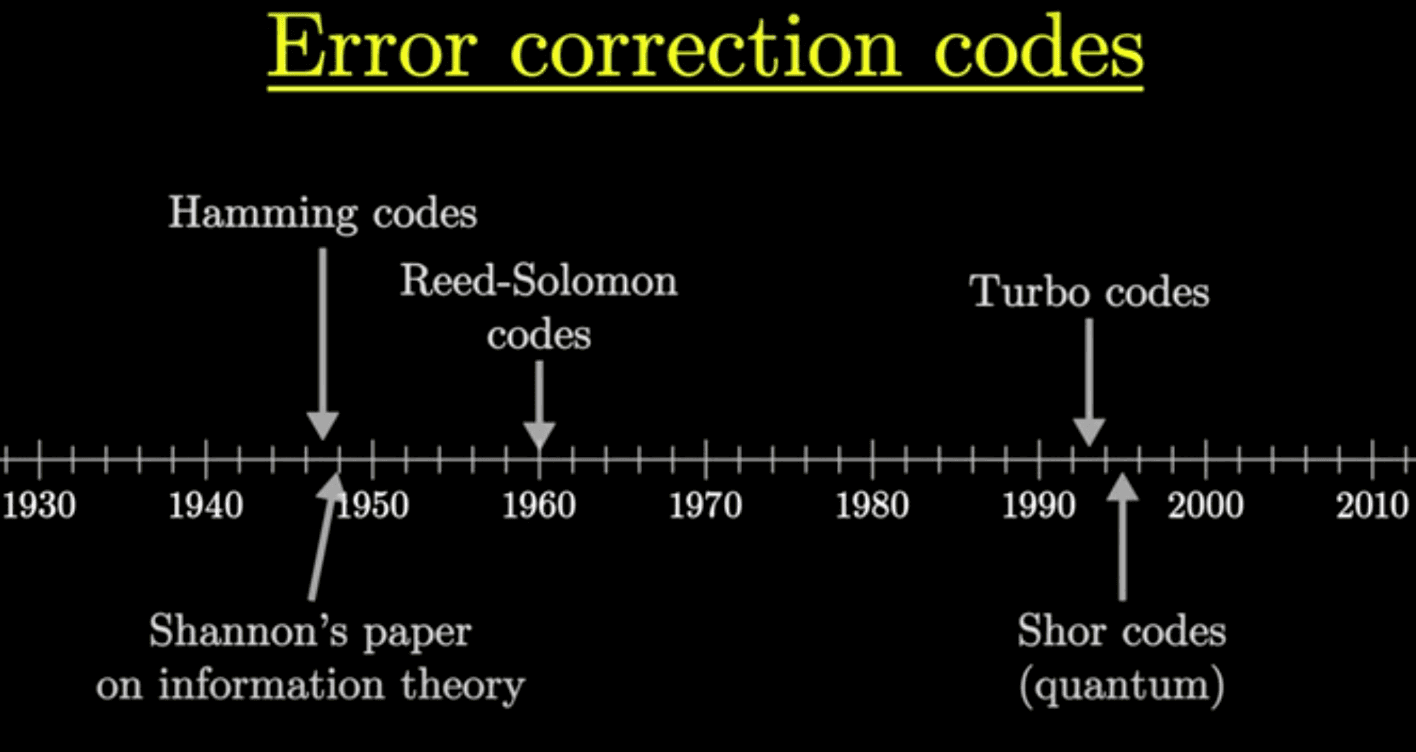 Error correction codes
Hamming codes
Reed-Solomon
codes
Turbo codes
1930 1940 1950 1960 1970 1980 1990 2000 2010
Shannon’s paper
on information theory
Shor codes
(quantum)